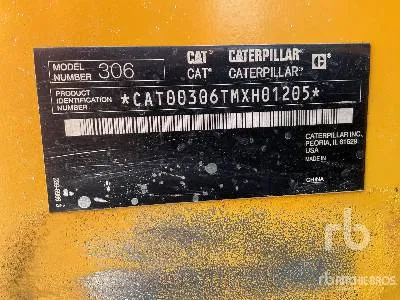 MODEL
NUMBER 306
CAT CATERPILLAR C
CAT® CATERPILLAR®
PRODUCT
IDENTIFICATION
NUMBER *CAT00306TMXH01205*
CATERPILLAR INC.
PEORIA, IL 61629
USA
MADE IN
CHINA
rb
RITCHIE BROS.